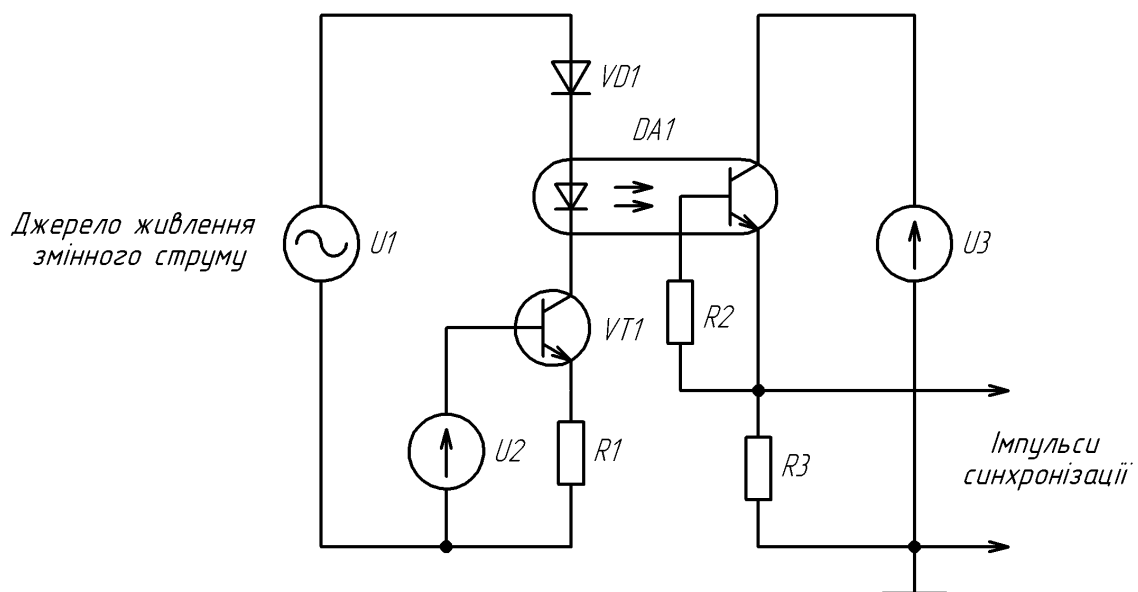 VD1
DA1
Джерело живлення
змінного струму
U1
U3
R2
VT1
U2
R1
R3
Імпульси
синхронізації